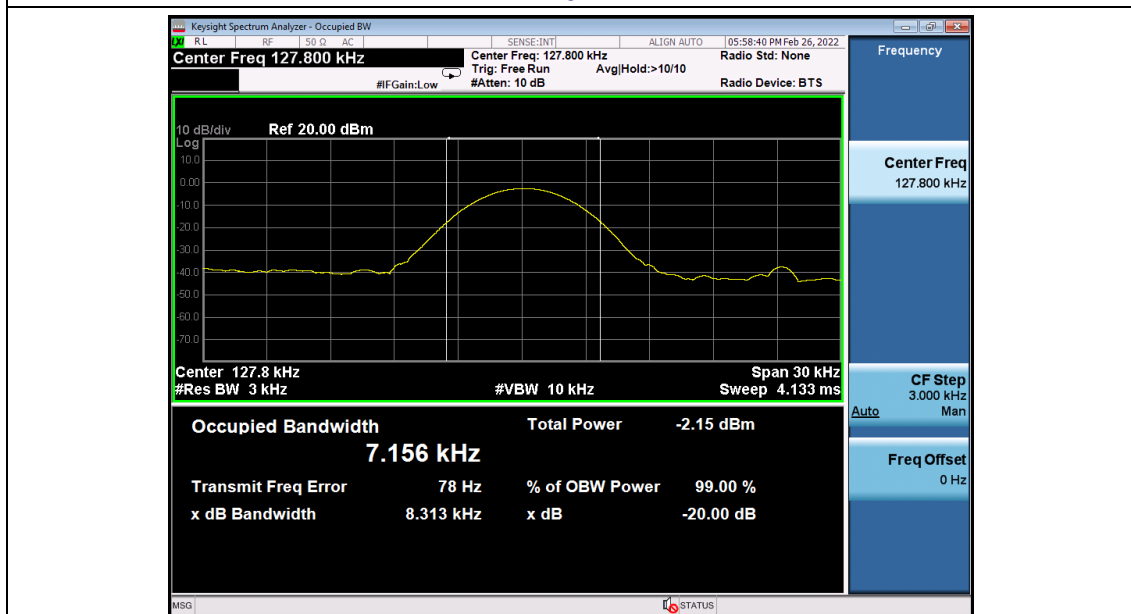 Keysight Spectrum Analyzer - Occupied BW
LXI RL RF 50 Ω AC SENSE:INT ALIGN AUTO 05:58:40 PM Feb 26, 2022
Center Freq 127.800 kHz
Center Freq: 127.800 kHz
Radio Std: None
Trig: Free Run Avg|Hold:>10/10
#IFGain:Low
#Atten: 10 dB
Radio Device: BTS
Frequency
10 dB/div Ref 20.00 dBm
Log
10.0
0.00
-10.0
-20.0
-30.0
-40.0
-50.0
-60.0
-70.0
Center 127.8 kHz
Span 30 kHz
#Res BW 3 kHz
#VBW 10 kHz
Sweep 4.133 ms
Occupied Bandwidth
7.156 kHz
Total Power -2.15 dBm
Transmit Freq Error 78 Hz
% of OBW Power 99.00 %
x dB Bandwidth 8.313 kHz
x dB -20.00 dB
Center Freq
127.800 kHz
CF Step
3.000 kHz
Auto Man
Freq Offset
0 Hz
MSG
STATUS